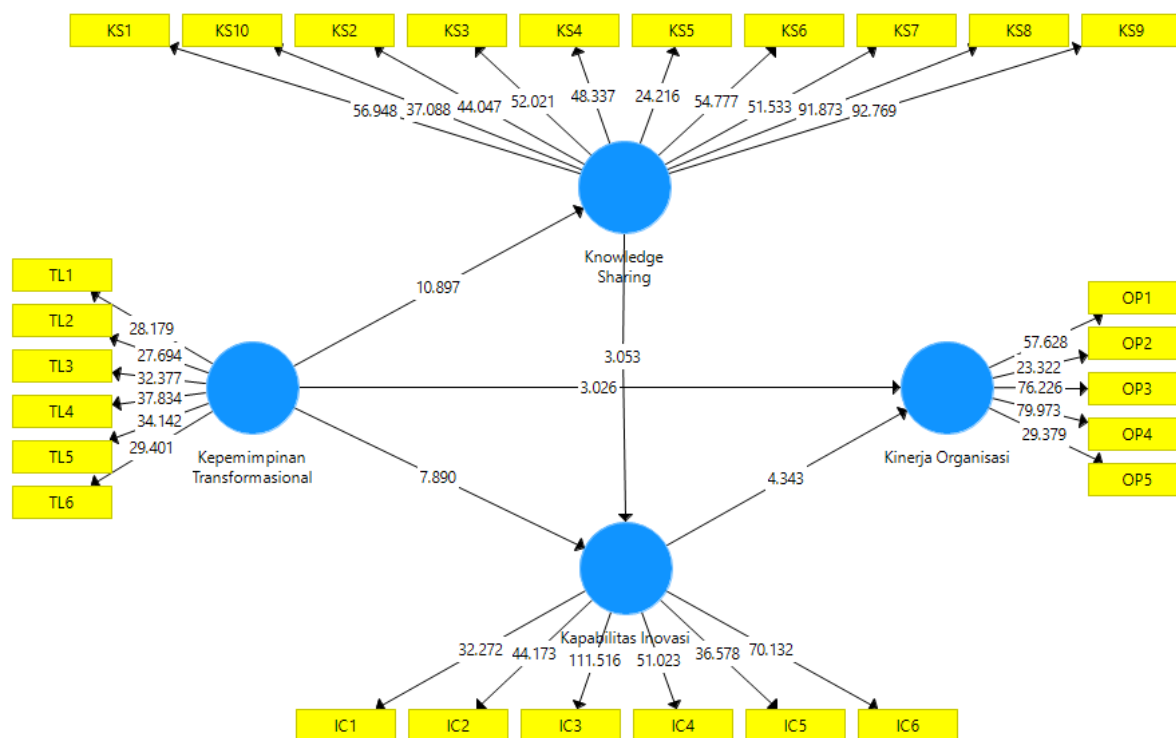 KS1
KS10
KS2
KS3
KS4
KS5
KS6
KS7
KS8
KS9
56.948
37.088
44.047
52.021
48.337
24.216
54.777
51.533
91.873
92.769
Knowledge
Sharing
TL1
TL2
TL3
TL4
TL5
TL6
28.179
27.694
32.377
37.834
34.142
29.401
Kepemimpinan
Transformasional
10.897
3.053
3.026
7.890
4.343
Kinerja Organisasi
57.628
23.322
76.226
79.973
29.379
OP1
OP2
OP3
OP4
OP5
Kapabilitas Inovasi
32.272
44.173
111.516
51.023
36.578
70.132
IC1
IC2
IC3
IC4
IC5
IC6